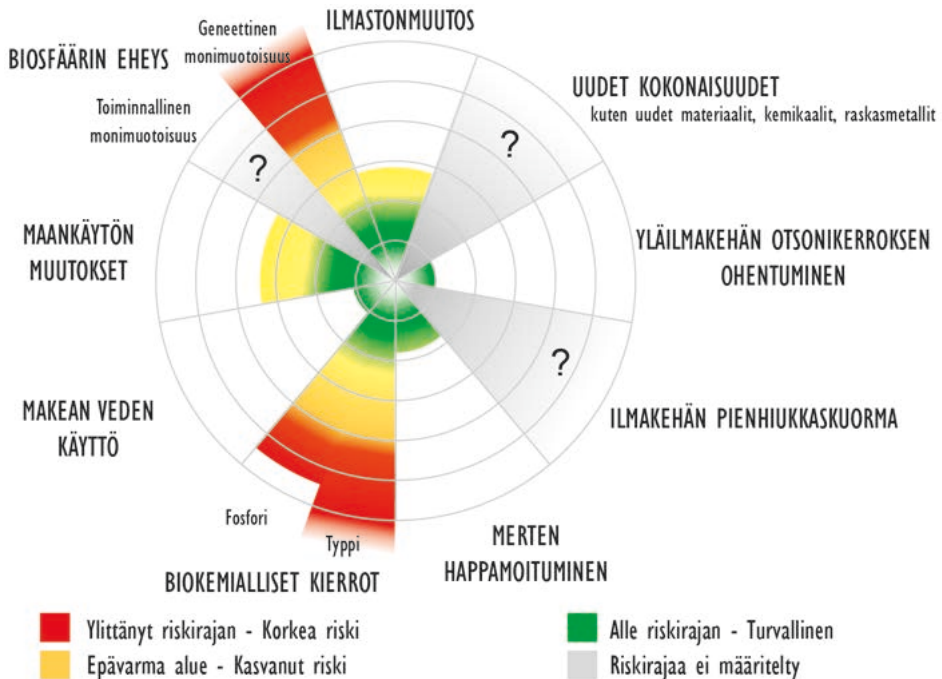 ILMASTONMUUTOS
Geneettinen
monimuotoisuus
BIOSFÄÄRIN EHEYS
Toiminnallinen
monimuotoisuus
UUDET KOKONAISUUDET
kuten uudet materiaalit, kemikaalit, raskasmetallit
?
?
MAANKÄYTÖN
MUUTOKSET
YLÄILMAKEHÄN OTSONIKERROKSEN
OHENTUMINEN
?
MAKEAN VEDEN
KÄYTTÖ
ILMAKEHÄN PIENHIUKKASKUORMA
Fosfori
Typpi
BIOKEMIALLISET KIERROT
MERTEN
HAPPAMOITUMINEN
Ylittänyt riskirajan - Korkea riski
Epävarma alue - Kasvanut riski
Alle riskirajan - Turvallinen
Riskirajaa ei määritelty